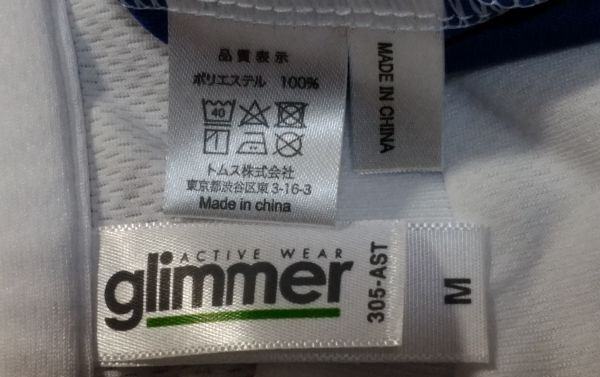 品質表示
ポリエステル 100%
40
トムス株式会社
東京都渋谷区東3-16-3
Made in china
MADE IN CHINA
ACTIVE WEAR
glimmer
305-AST
M